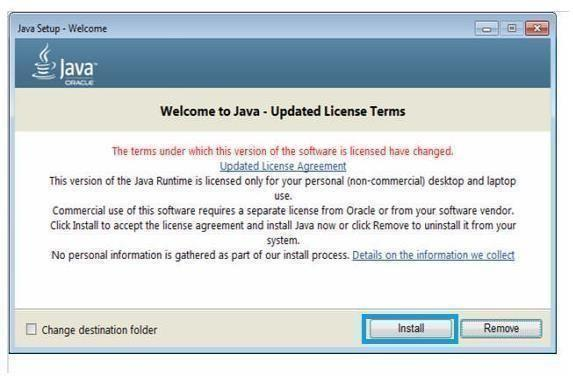 Java Setup - Welcome
Java
ORACLE
Welcome to Java - Updated License Terms
The terms under which this version of the software is licensed have changed.
Updated License Agreement
This version of the Java Runtime is licensed only for your personal (non-commercial) desktop and laptop
use.
Commercial use of this software requires a separate license from Oracle or from your software vendor.
Click Install to accept the license agreement and install Java now or click Remove to uninstall it from your
system.
No personal information is gathered as part of our install process. Details on the information we collect
Change destination folder
Install
Remove